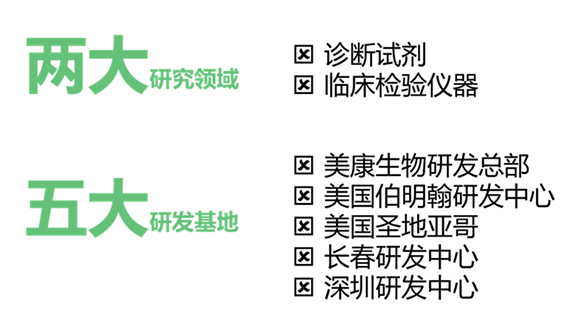 两大研究领域
☒ 诊断试剂
☒ 临床检验仪器
五大研发基地
☒ 美康生物研发总部
☒ 美国伯明翰研发中心
☒ 美国圣地亚哥
☒ 长春研发中心
☒ 深圳研发中心